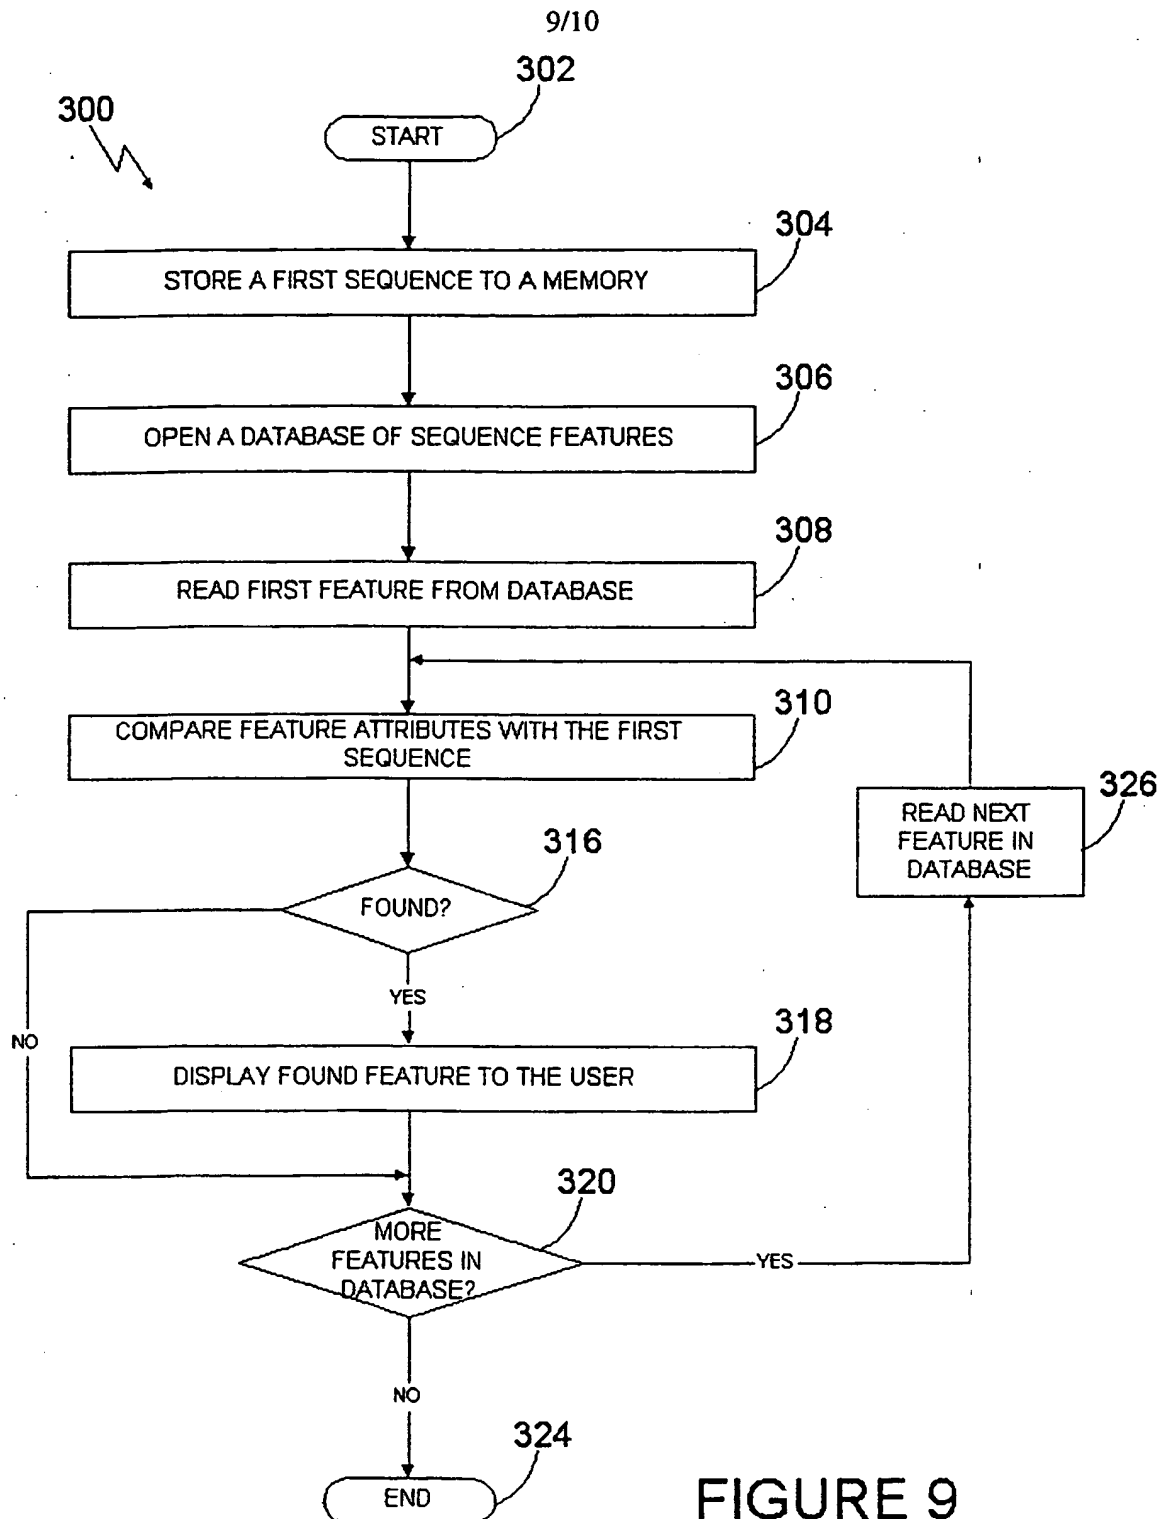 9/10
302
300
START
304
STORE A FIRST SEQUENCE TO A MEMORY
306
OPEN A DATABASE OF SEQUENCE FEATURES
308
READ FIRST FEATURE FROM DATABASE
310
COMPARE FEATURE ATTRIBUTES WITH THE FIRST
SEQUENCE
326
READ NEXT
FEATURE IN
DATABASE
316
FOUND?
YES
NO
318
DISPLAY FOUND FEATURE TO THE USER
320
MORE
FEATURES IN
DATABASE?
YES
NO
324
END
FIGURE 9